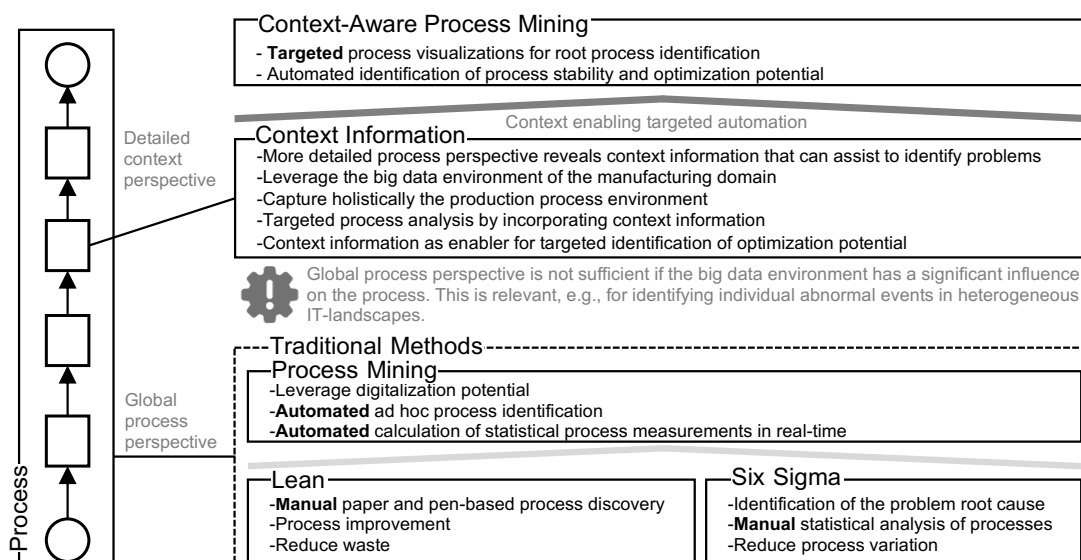 Context-Aware Process Mining
- Targeted process visualizations for root process identification
- Automated identification of process stability and optimization potential
Context enabling targeted automation
Detailed
context
perspective
Context Information
-More detailed process perspective reveals context information that can assist to identify problems
-Leverage the big data environment of the manufacturing domain
-Capture holistically the production process environment
-Targeted process analysis by incorporating context information
-Context information as enabler for targeted identification of optimization potential
Global process perspective is not sufficient if the big data environment has a significant influence
on the process. This is relevant, e.g., for identifying individual abnormal events in heterogeneous
IT-landscapes.
Traditional Methods
Process Mining
-Leverage digitalization potential
-Automated ad hoc process identification
-Automated calculation of statistical process measurements in real-time
Global
process
perspective
Lean
-Manual paper and pen-based process discovery
-Process improvement
-Reduce waste
Six Sigma
-Identification of the problem root cause
-Manual statistical analysis of processes
-Reduce process variation
Process